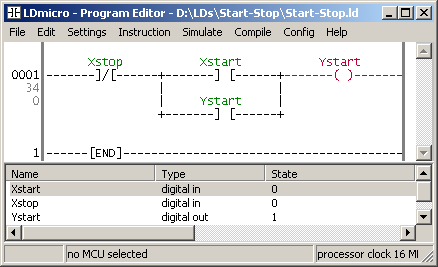 LDmicro - Program Editor - D:\LDs\Start-Stop\Start-Stop.ld
File Edit Settings Instruction Simulate Compile Config Help
Xstop Xstart Ystart
0001 ------]/[------+------] [------+------( )------
34
0
Ystart
+------] [------+
1 ------[END]------
Name Type State
Xstart digital in 0
Xstop digital in 0
Ystart digital out 1
no MCU selected processor clock 16 MI